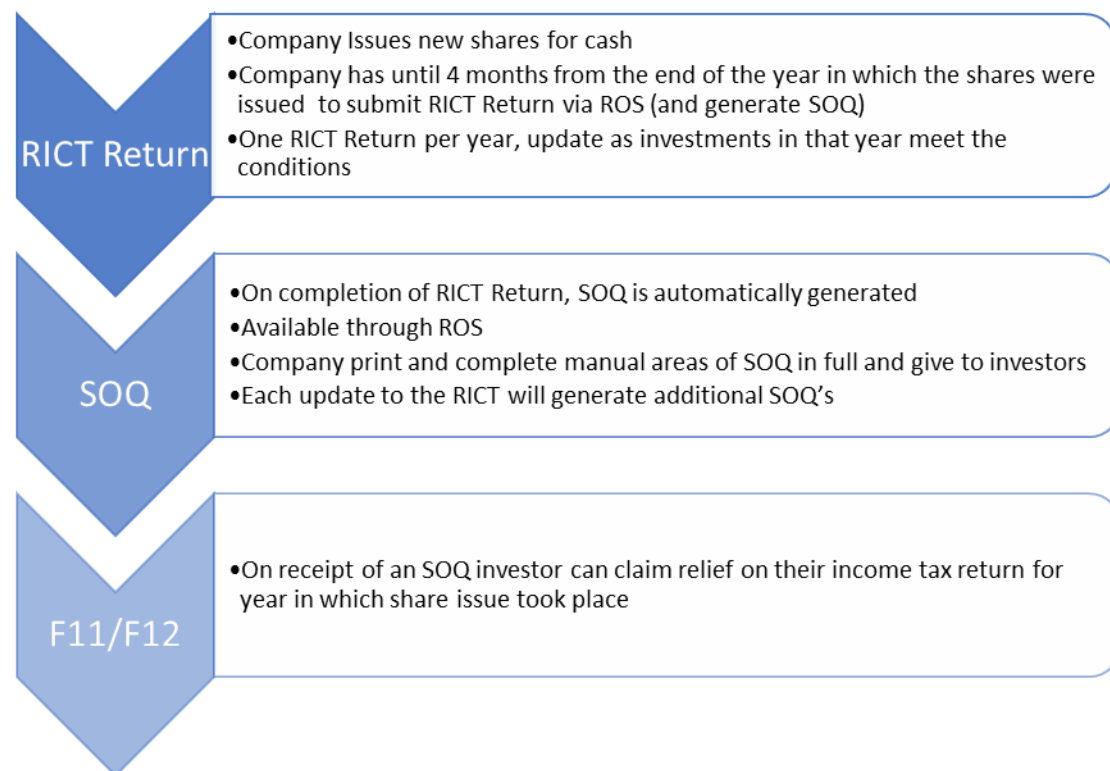 RICT Return
•Company Issues new shares for cash
•Company has until 4 months from the end of the year in which the shares were
issued to submit RICT Return via ROS (and generate SOQ)
•One RICT Return per year, update as investments in that year meet the
conditions
SOQ
•On completion of RICT Return, SOQ is automatically generated
•Available through ROS
•Company print and complete manual areas of SOQ in full and give to investors
•Each update to the RICT will generate additional SOQ's
F11/F12
•On receipt of an SOQ investor can claim relief on their income tax return for
year in which share issue took place